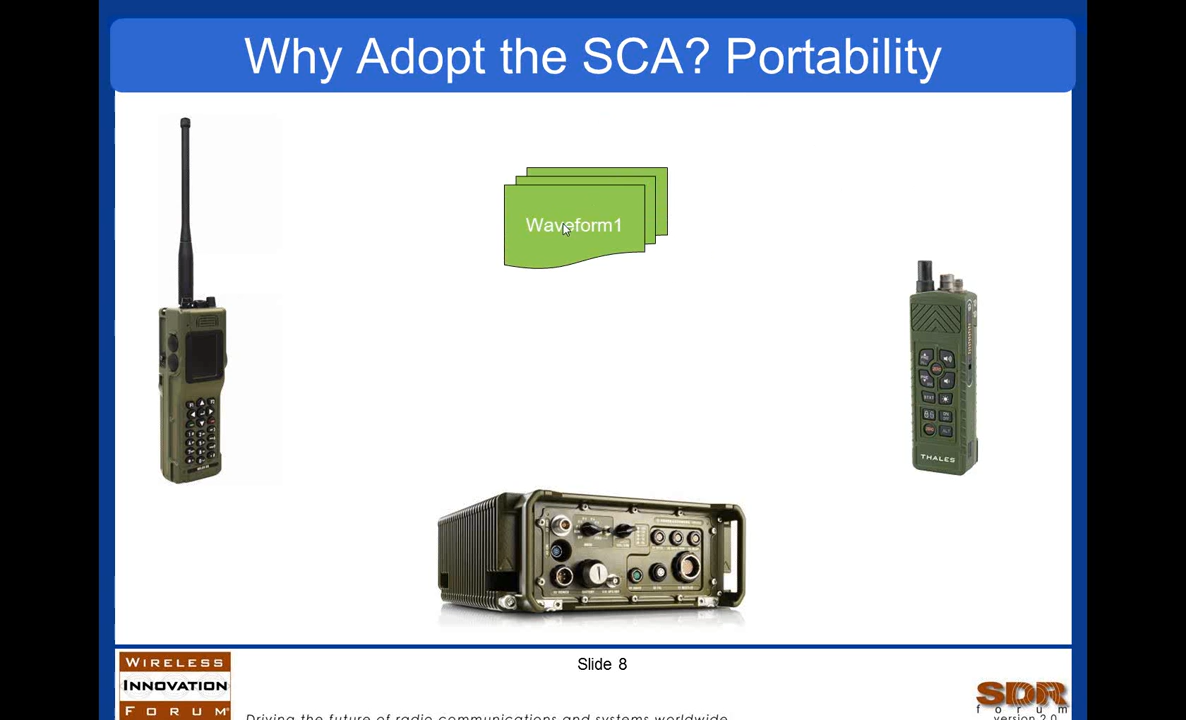 Why Adopt the SCA? Portability
Waveform1
THALES
Slide 8
WIRELESS
INNOVATION
FORUM
Driving the future of radio communications and systems worldwide
SDR
forum
version 2.0